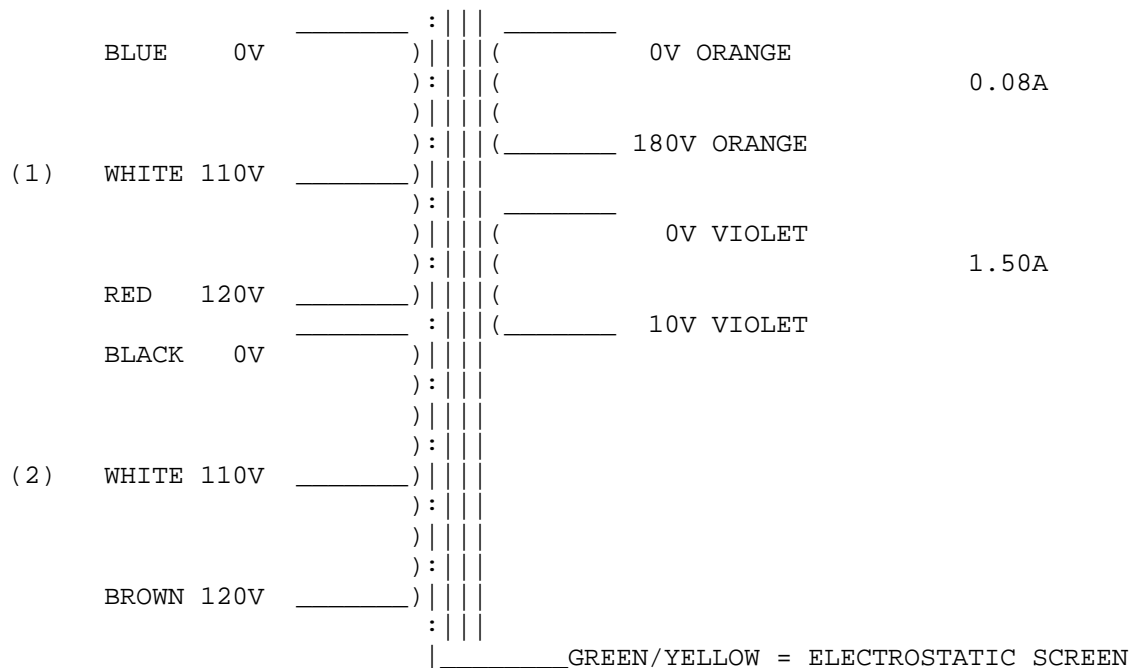 BLUE 0V 0V ORANGE
0.08A
180V ORANGE
(1) WHITE 110V
0V VIOLET
1.50A
RED 120V
10V VIOLET
BLACK 0V
(2) WHITE 110V
BROWN 120V
GREEN/YELLOW = ELECTROSTATIC SCREEN